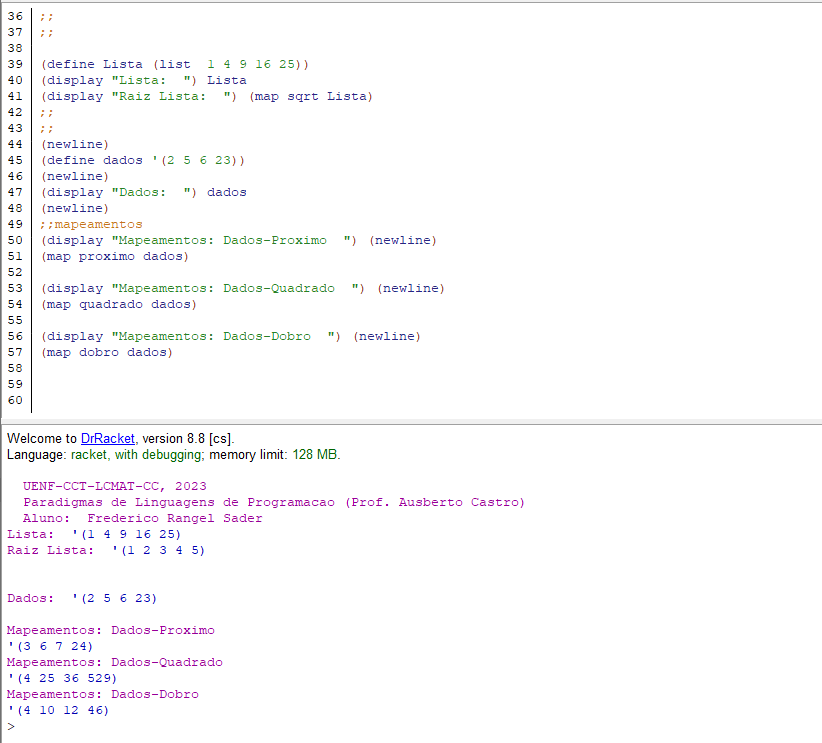 36 ;;
37 ;;
38
39 (define Lista (list  1 4 9 16 25))
40 (display "Lista:  ") Lista
41 (display "Raiz Lista:  ") (map sqrt Lista)
42 ;;
43 ;;
44 (newline)
45 (define dados '(2 5 6 23))
46 (newline)
47 (display "Dados:  ") dados
48 (newline)
49 ;;mapeamentos
50 (display "Mapeamentos: Dados-Proximo  ") (newline)
51 (map proximo dados)
52
53 (display "Mapeamentos: Dados-Quadrado  ") (newline)
54 (map quadrado dados)
55
56 (display "Mapeamentos: Dados-Dobro  ") (newline)
57 (map dobro dados)
58
59
60
Welcome to DrRacket, version 8.8 [cs].
Language: racket, with debugging; memory limit: 128 MB.
UENF-CCT-LCMAT-CC, 2023
Paradigmas de Linguagens de Programacao (Prof. Ausberto Castro)
Aluno:  Frederico Rangel Sader
Lista:  '(1 4 9 16 25)
Raiz Lista:  '(1 2 3 4 5)
Dados:  '(2 5 6 23)
Mapeamentos: Dados-Proximo
'(3 6 7 24)
Mapeamentos: Dados-Quadrado
'(4 25 36 529)
Mapeamentos: Dados-Dobro
'(4 10 12 46)
>